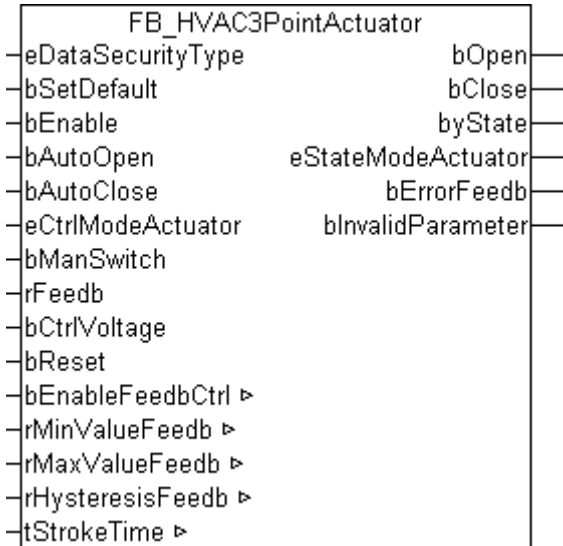 FB_HVAC3PointActuator
eDataSecurityType bOpen
bSetDefault bClose
bEnable byState
bAutoOpen eStateModeActuator
bAutoClose bErrorFeedb
eCtrlModeActuator bInvalidParameter
bManSwitch
rFeedb
bCtrlVoltage
bReset
bEnableFeedbCtrl ▹
rMinValueFeedb ▹
rMaxValueFeedb ▹
rHysteresisFeedb ▹
tStrokeTime ▹